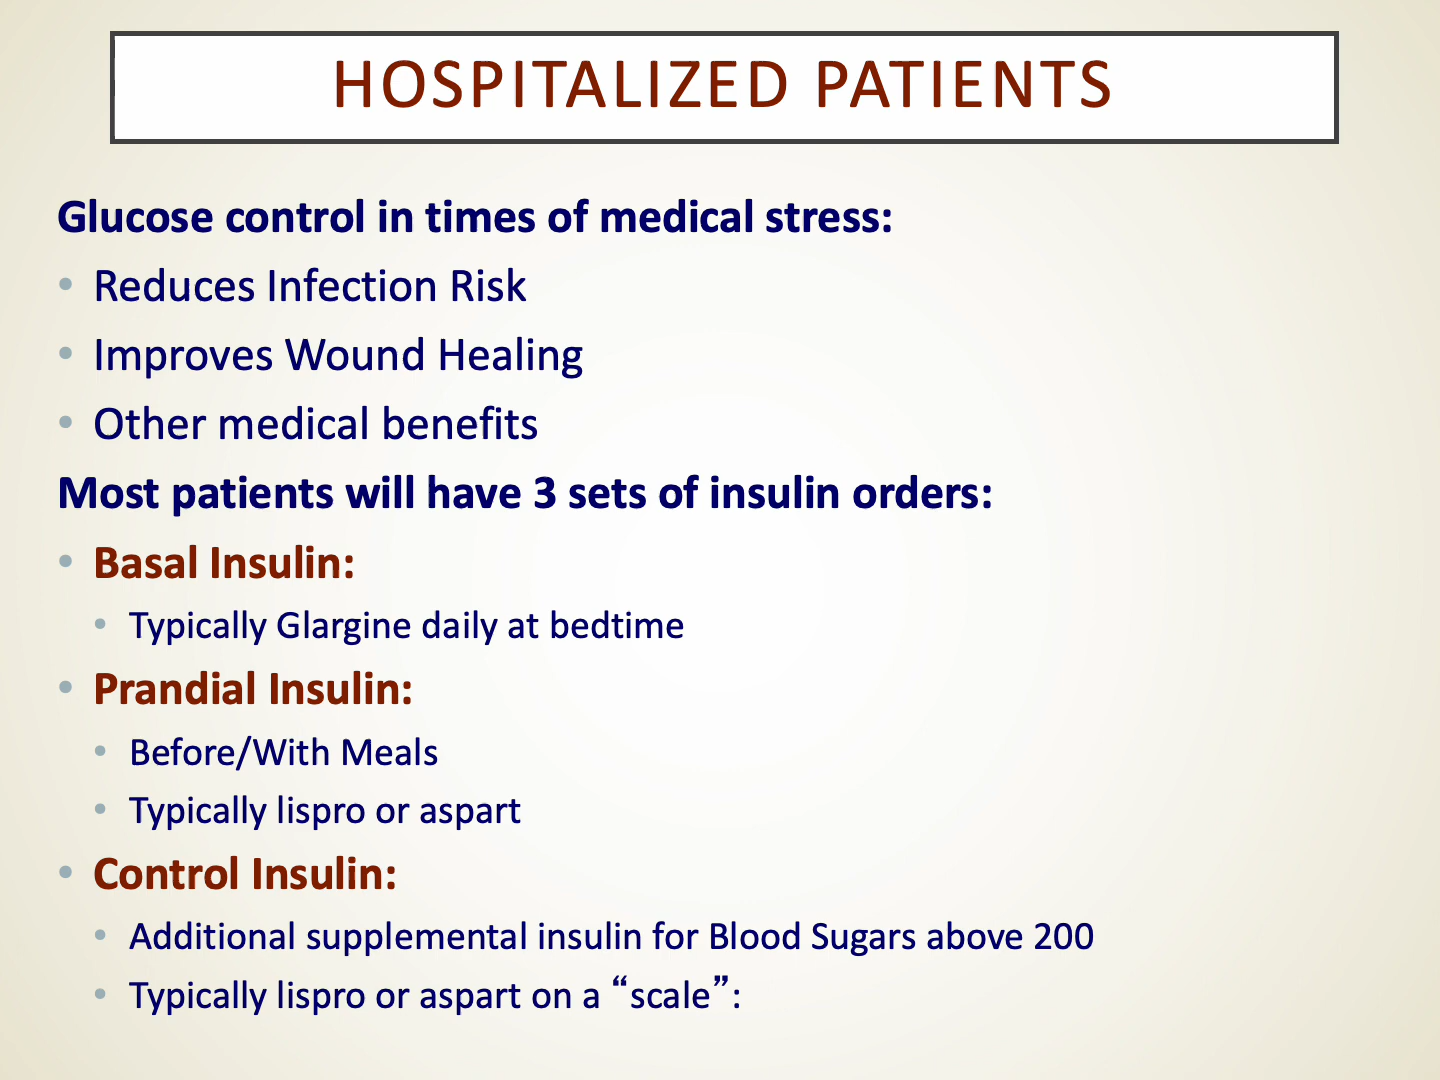 HOSPITALIZED PATIENTS
Glucose control in times of medical stress:
• Reduces Infection Risk
• Improves Wound Healing
• Other medical benefits
Most patients will have 3 sets of insulin orders:
• Basal Insulin:
• Typically Glargine daily at bedtime
• Prandial Insulin:
• Before/With Meals
• Typically lispro or aspart
• Control Insulin:
• Additional supplemental insulin for Blood Sugars above 200
• Typically lispro or aspart on a “scale”: